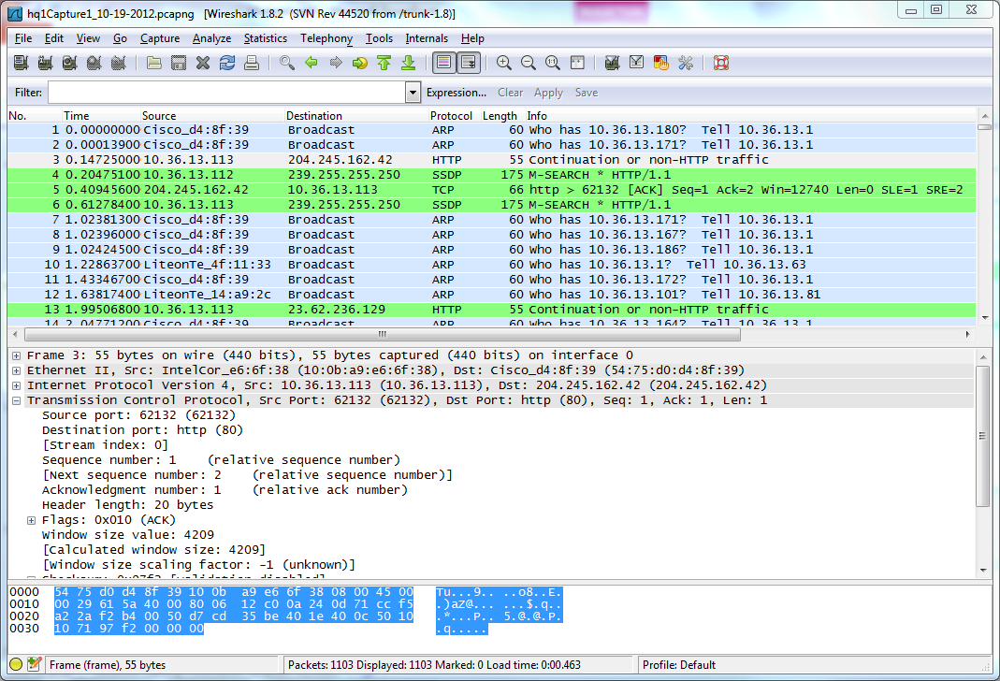 hq1Capture1_10-19-2012.pcapng [Wireshark 1.8.2 (SVN Rev 44520 from /trunk-1.8)]
File Edit View Go Capture Analyze Statistics Telephony Tools Internals Help
Filter: Expression... Clear Apply Save
No. Time Source Destination Protocol Length Info
1 0.00000000 Cisco_d4:8f:39 Broadcast ARP 60 Who has 10.36.13.180? Tell 10.36.13.1
2 0.00013900 Cisco_d4:8f:39 Broadcast ARP 60 Who has 10.36.13.171? Tell 10.36.13.1
3 0.14725000 10.36.13.113 204.245.162.42 HTTP 55 Continuation or non-HTTP traffic
4 0.20475100 10.36.13.112 239.255.255.250 SSDP 175 M-SEARCH * HTTP/1.1
5 0.40945600 204.245.162.42 10.36.13.113 TCP 66 http > 62132 [ACK] Seq=1 Ack=2 Win=12740 Len=0 SLE=1 SRE=2
6 0.61278400 10.36.13.113 239.255.255.250 SSDP 175 M-SEARCH * HTTP/1.1
7 1.02381300 Cisco_d4:8f:39 Broadcast ARP 60 Who has 10.36.13.171? Tell 10.36.13.1
8 1.02396000 Cisco_d4:8f:39 Broadcast ARP 60 Who has 10.36.13.167? Tell 10.36.13.1
9 1.02424500 Cisco_d4:8f:39 Broadcast ARP 60 Who has 10.36.13.186? Tell 10.36.13.1
10 1.22863700 LiteonTe_4f:11:33 Broadcast ARP 60 Who has 10.36.13.1? Tell 10.36.13.63
11 1.43346700 Cisco_d4:8f:39 Broadcast ARP 60 Who has 10.36.13.172? Tell 10.36.13.1
12 1.63817400 LiteonTe_14:a9:2c Broadcast ARP 60 Who has 10.36.13.101? Tell 10.36.13.81
13 1.99506800 10.36.13.113 23.62.236.129 HTTP 55 Continuation or non-HTTP traffic
14 2.04771200 Cisco_d4:8f:39 Broadcast ARP 60 Who has 10.36.13.164? Tell 10.36.13.1
Frame 3: 55 bytes on wire (440 bits), 55 bytes captured (440 bits) on interface 0
Ethernet II, Src: IntelCor_e6:6f:38 (10:0b:a9:e6:6f:38), Dst: Cisco_d4:8f:39 (54:75:d0:d4:8f:39)
Internet Protocol Version 4, Src: 10.36.13.113 (10.36.13.113), Dst: 204.245.162.42 (204.245.162.42)
Transmission Control Protocol, Src Port: 62132 (62132), Dst Port: http (80), Seq: 1, Ack: 1, Len: 1
Source port: 62132 (62132)
Destination port: http (80)
[Stream index: 0]
Sequence number: 1 (relative sequence number)
[Next sequence number: 2 (relative sequence number)]
Acknowledgment number: 1 (relative ack number)
Header length: 20 bytes
Flags: 0x010 (ACK)
Window size value: 4209
[Calculated window size: 4209]
[Window size scaling factor: -1 (unknown)]
0000 54 75 d0 d4 8f 39 10 0b a9 e6 6f 38 08 00 45 00 Tu...9.. ..o8..E.
0010 00 29 61 5a 40 00 80 06 12 c0 0a 24 0d 71 cc f5 .)aZ@... ...$.q..
0020 a2 2a f2 b4 00 50 d7 cd 35 be 40 1e 40 0c 50 10 .*...P.. 5.@.@.P.
0030 10 71 97 f2 00 00 00 .q.....
Frame (frame), 55 bytes Packets: 1103 Displayed: 1103 Marked: 0 Load time: 0:00.463 Profile: Default